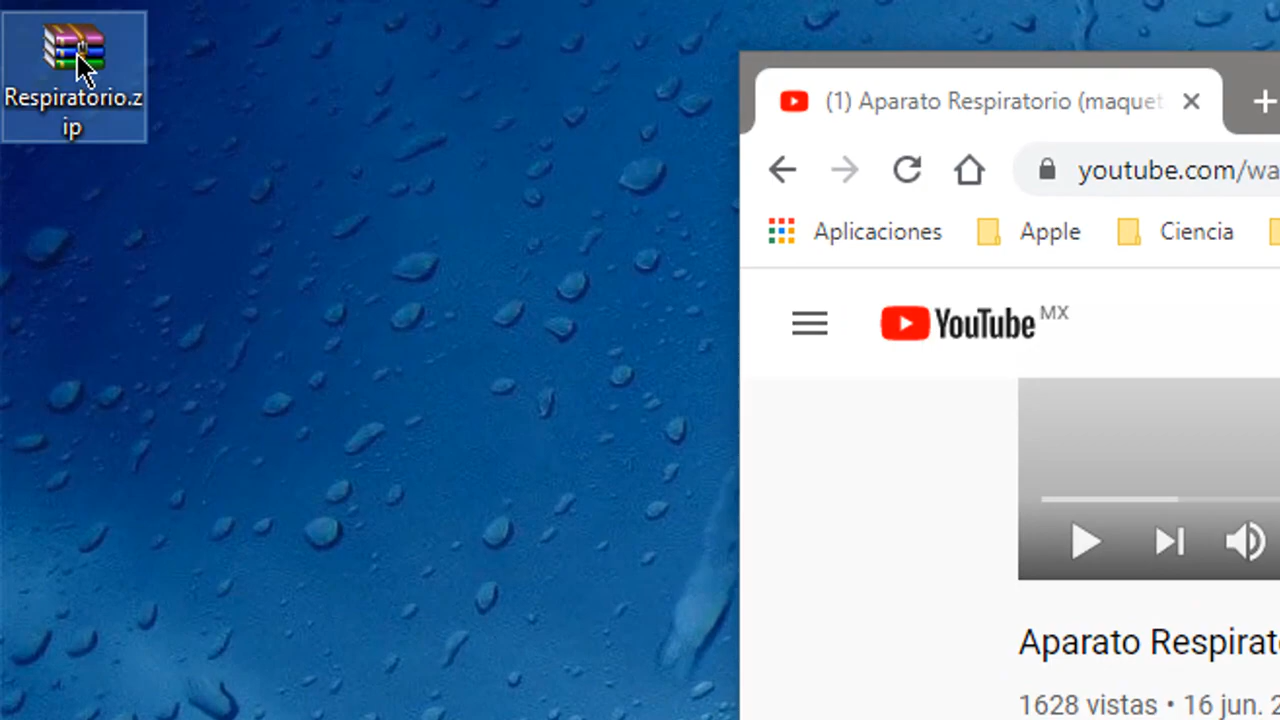 Respiratorio.z
ip
(1) Aparato Respiratorio (maquet
youtube.com/wa
Aplicaciones
Apple
Ciencia
YouTube MX
Aparato Respirat
1628 vistas • 16 jun. 2